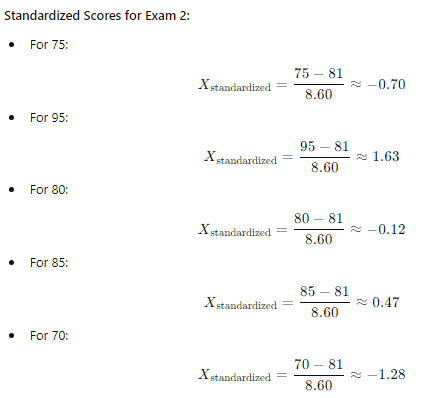 Standardized Scores for Exam 2:
• For 75:
X_standardized = (75 − 81) / 8.60 ≈ −0.70
• For 95:
X_standardized = (95 − 81) / 8.60 ≈ 1.63
• For 80:
X_standardized = (80 − 81) / 8.60 ≈ −0.12
• For 85:
X_standardized = (85 − 81) / 8.60 ≈ 0.47
• For 70:
X_standardized = (70 − 81) / 8.60 ≈ −1.28